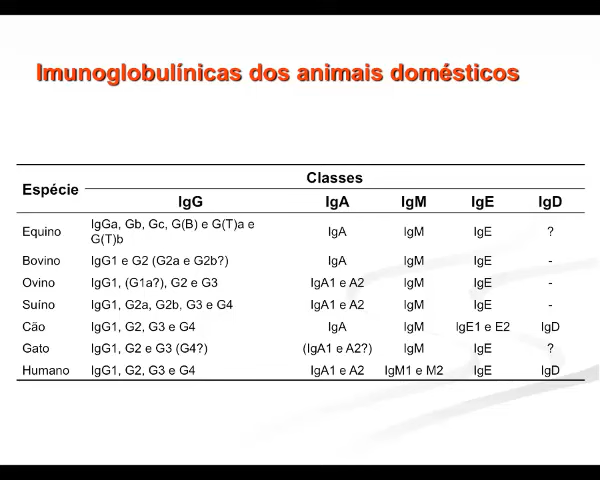 Imunoglobulínicas dos animais domésticos
Classes
Espécie IgG IgA IgM IgE IgD
Equino IgGa, Gb, Gc, G(B) e G(T)a e G(T)b IgA IgM IgE ?
Bovino IgG1 e G2 (G2a e G2b?) IgA IgM IgE -
Ovino IgG1, (G1a?), G2 e G3 IgA1 e A2 IgM IgE -
Suíno IgG1, G2a, G2b, G3 e G4 IgA1 e A2 IgM IgE -
Cão IgG1, G2, G3 e G4 IgA IgM IgE1 e E2 IgD
Gato IgG1, G2 e G3 (G4?) (IgA1 e A2?) IgM IgE ?
Humano IgG1, G2, G3 e G4 IgA1 e A2 IgM1 e M2 IgE IgD